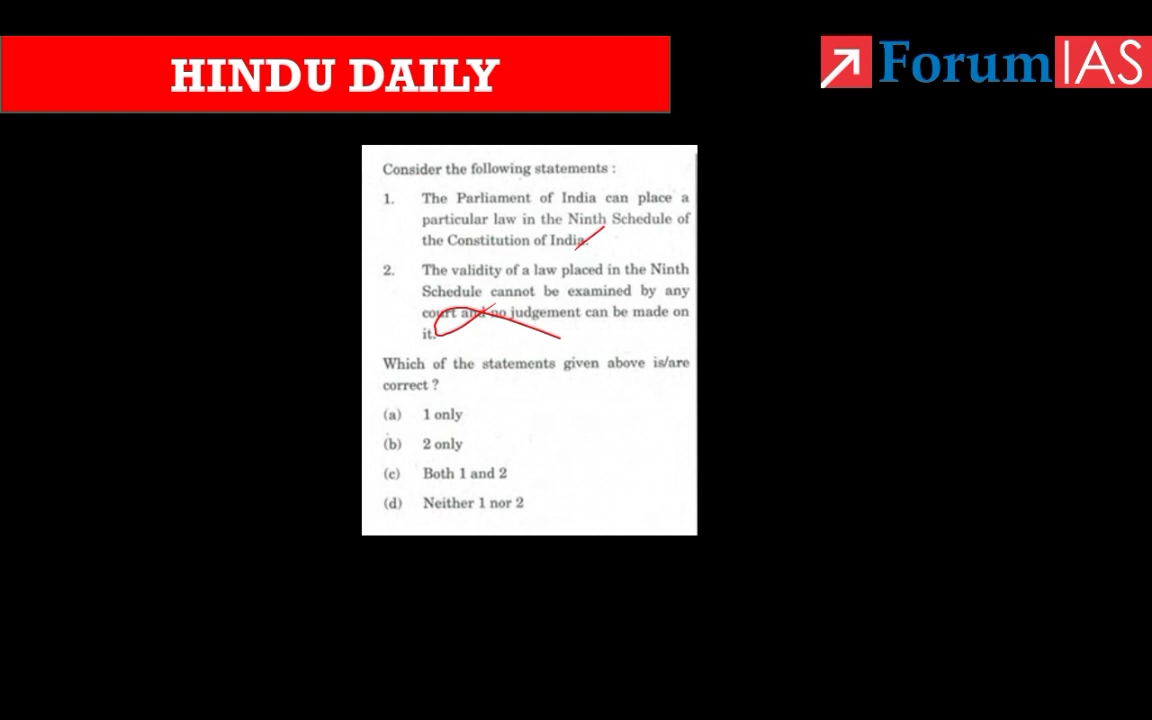 HINDU DAILY
ForumIAS
Consider the following statements :
1. The Parliament of India can place a
particular law in the Ninth Schedule of
the Constitution of India.
2. The validity of a law placed in the Ninth
Schedule cannot be examined by any
court and no judgement can be made on
it.
Which of the statements given above is/are
correct ?
(a) 1 only
(b) 2 only
(c) Both 1 and 2
(d) Neither 1 nor 2